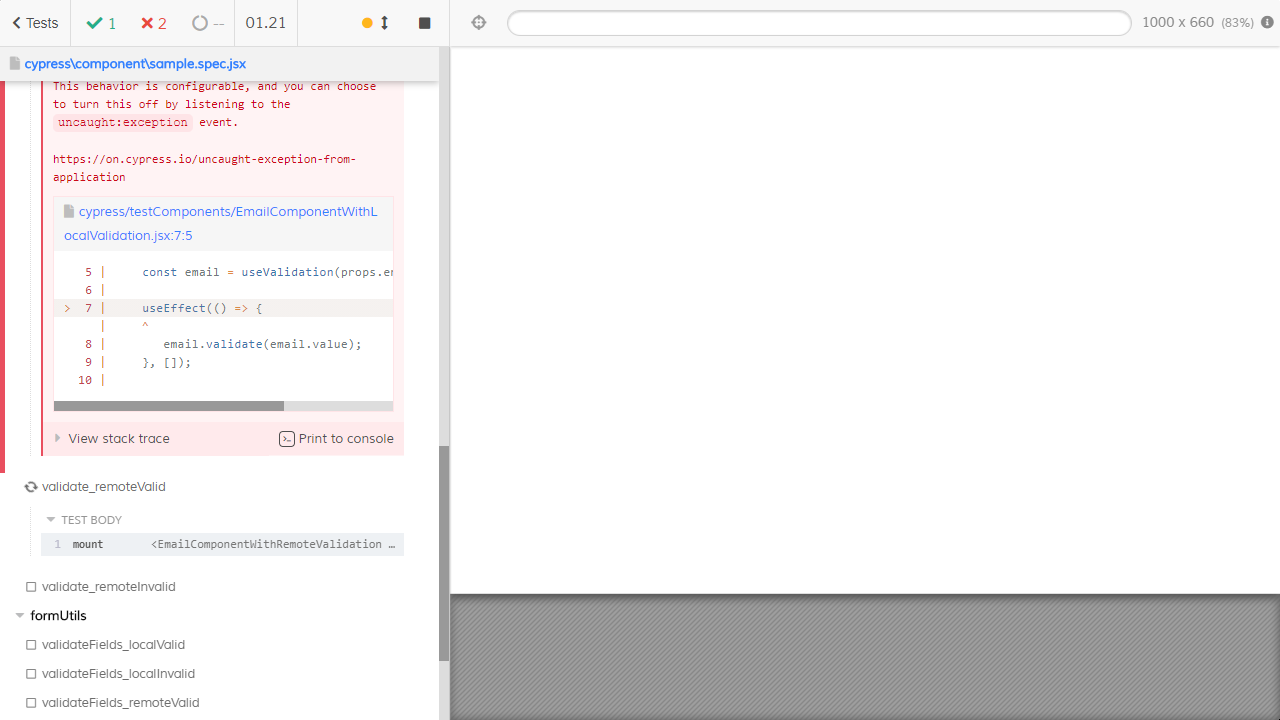 Tests 1 2 -- 01.21 1000 x 660 (83%)
cypress\component\sample.spec.jsx
This behavior is configurable, and you can choose
to turn this off by listening to the
uncaught:exception event.
https://on.cypress.io/uncaught-exception-from-
application
cypress/testComponents/EmailComponentWithL
ocalValidation.jsx:7:5
5 | const email = useValidation(props.em
6 |
> 7 | useEffect(() => {
| ^
8 | email.validate(email.value);
9 | }, []);
10 |
View stack trace Print to console
validate_remoteValid
TEST BODY
1 mount <EmailComponentWithRemoteValidation …
validate_remoteInvalid
formUtils
validateFields_localValid
validateFields_localInvalid
validateFields_remoteValid